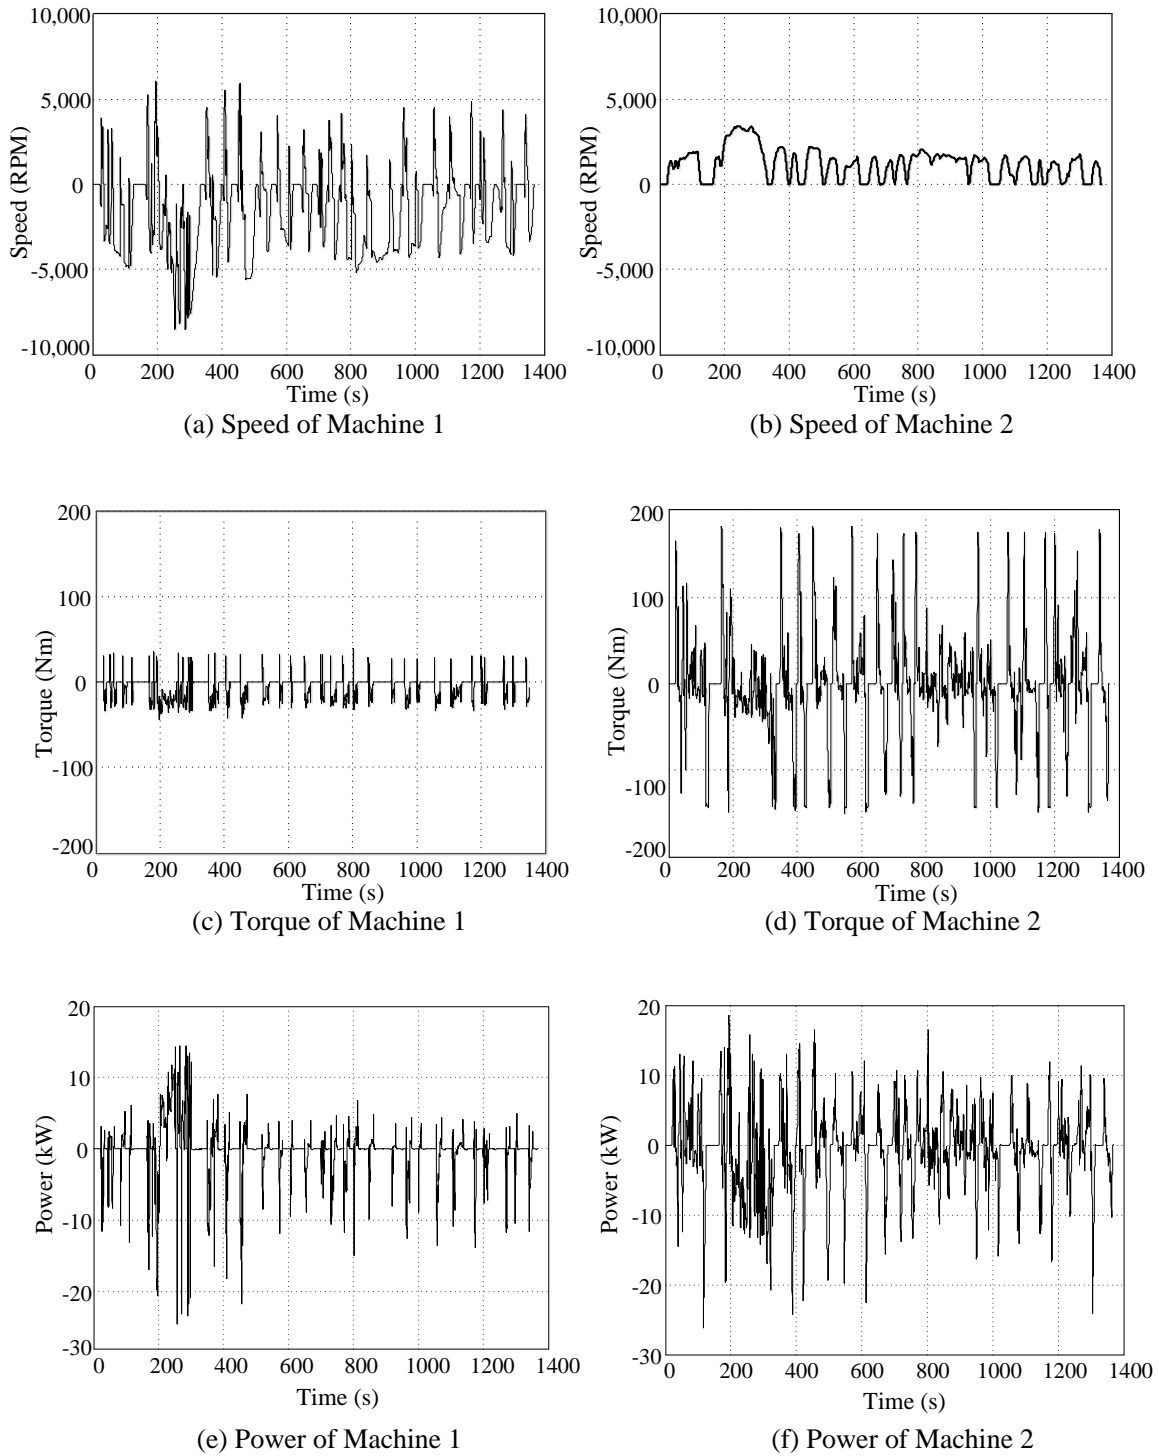 10,000
5,000
0
-5,000
-10,000
Speed (RPM)
0 200 400 600 800 1000 1200 1400
Time (s)
(a) Speed of Machine 1
10,000
5,000
0
-5,000
-10,000
Speed (RPM)
0 200 400 600 800 1000 1200 1400
Time (s)
(b) Speed of Machine 2
200
100
0
-100
-200
Torque (Nm)
0 200 400 600 800 1000 1200 1400
Time (s)
(c) Torque of Machine 1
200
100
0
-100
-200
Torque (Nm)
0 200 400 600 800 1000 1200 1400
Time (s)
(d) Torque of Machine 2
20
10
0
-10
-20
-30
Power (kW)
0 200 400 600 800 1000 1200 1400
Time (s)
(e) Power of Machine 1
20
10
0
-10
-20
-30
Power (kW)
0 200 400 600 800 1000 1200 1400
Time (s)
(f) Power of Machine 2